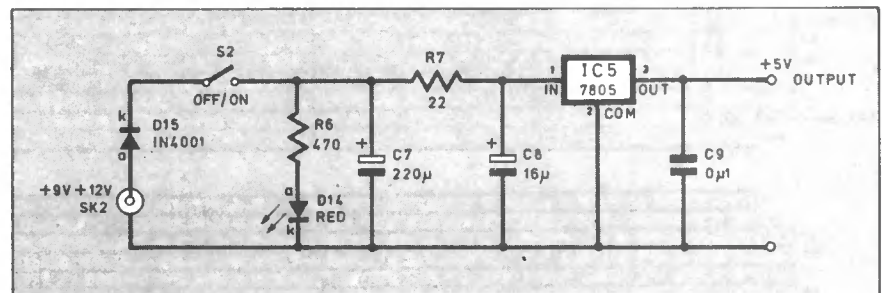 S2
OFF/ON
k
D15
IN4001
a
+9V +12V
SK2
R6
470
a
D14
RED
k
+
C7
220µ
R7
22
+
C8
16µ
1
IN
IC5
7805
3
OUT
2
COM
C9
0µ1
+5V
OUTPUT